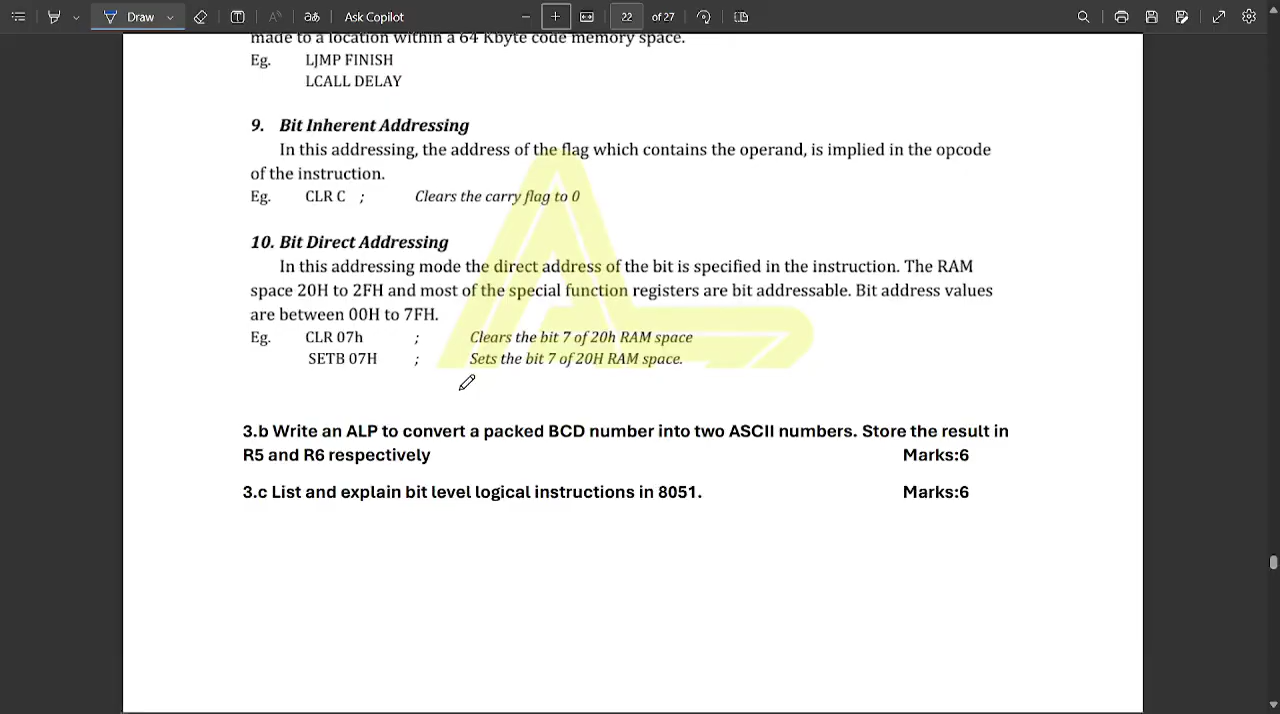 Draw
aあ
Ask Copilot
22 of 27
made to a location within a 64 Kbyte code memory space.
Eg. LJMP FINISH
LCALL DELAY
9. Bit Inherent Addressing
In this addressing, the address of the flag which contains the operand, is implied in the opcode
of the instruction.
Eg. CLR C ; Clears the carry flag to 0
10. Bit Direct Addressing
In this addressing mode the direct address of the bit is specified in the instruction. The RAM
space 20H to 2FH and most of the special function registers are bit addressable. Bit address values
are between 00H to 7FH.
Eg. CLR 07h ; Clears the bit 7 of 20h RAM space
SETB 07H ; Sets the bit 7 of 20H RAM space.
3.b Write an ALP to convert a packed BCD number into two ASCII numbers. Store the result in
R5 and R6 respectively Marks:6
3.c List and explain bit level logical instructions in 8051. Marks:6